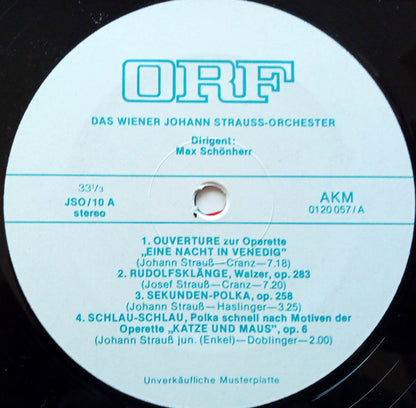 ORF
DAS WIENER JOHANN STRAUSS-ORCHESTER
Dirigent:
Max Schönherr
33⅓
JSO/10 A
stereo
AKM
0120 057/A
1. OUVERTURE zur Operette
„EINE NACHT IN VENEDIG”
(Johann Strauß—Cranz—7.18)
2. RUDOLFSKLÄNGE, Walzer, op. 283
(Josef Strauß—Cranz—7.20)
3. SEKUNDEN-POLKA, op. 258
(Johann Strauß—Haslinger—3.25)
4. SCHLAU-SCHLAU, Polka schnell nach Motiven der
Operette „KATZE UND MAUS”, op. 6
(Johann Strauß jun. (Enkel)—Doblinger—2.00)
Unverkäufliche Musterplatte